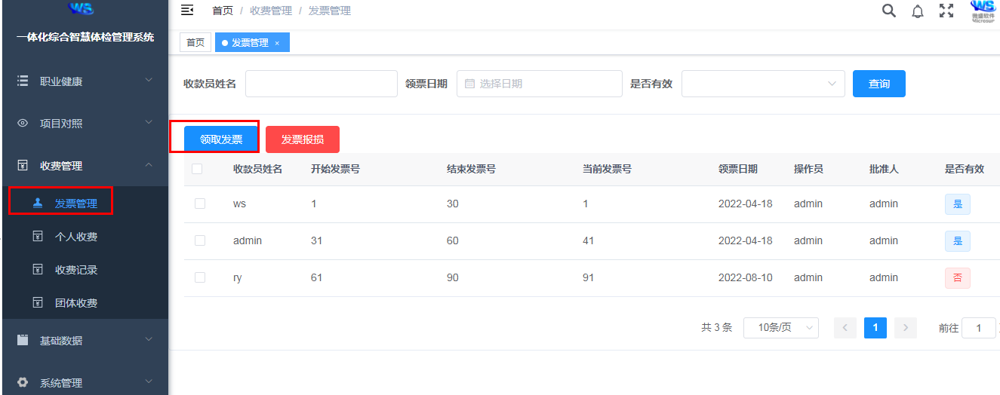 WS
一体化综合智慧体检管理系统
职业健康
项目对照
收费管理
发票管理
个人收费
收费记录
团体收费
基础数据
系统管理
首页 / 收费管理 / 发票管理
WS
微盛软件
Microsun
首页 发票管理 ×
收款员姓名 领票日期 选择日期 是否有效 查询
领取发票 发票报损
收款员姓名 开始发票号 结束发票号 当前发票号 领票日期 操作员 批准人 是否有效
ws 1 30 1 2022-04-18 admin admin 是
admin 31 60 41 2022-04-18 admin admin 是
ry 61 90 91 2022-08-10 admin admin 否
共 3 条 10条/页 1 前往 1